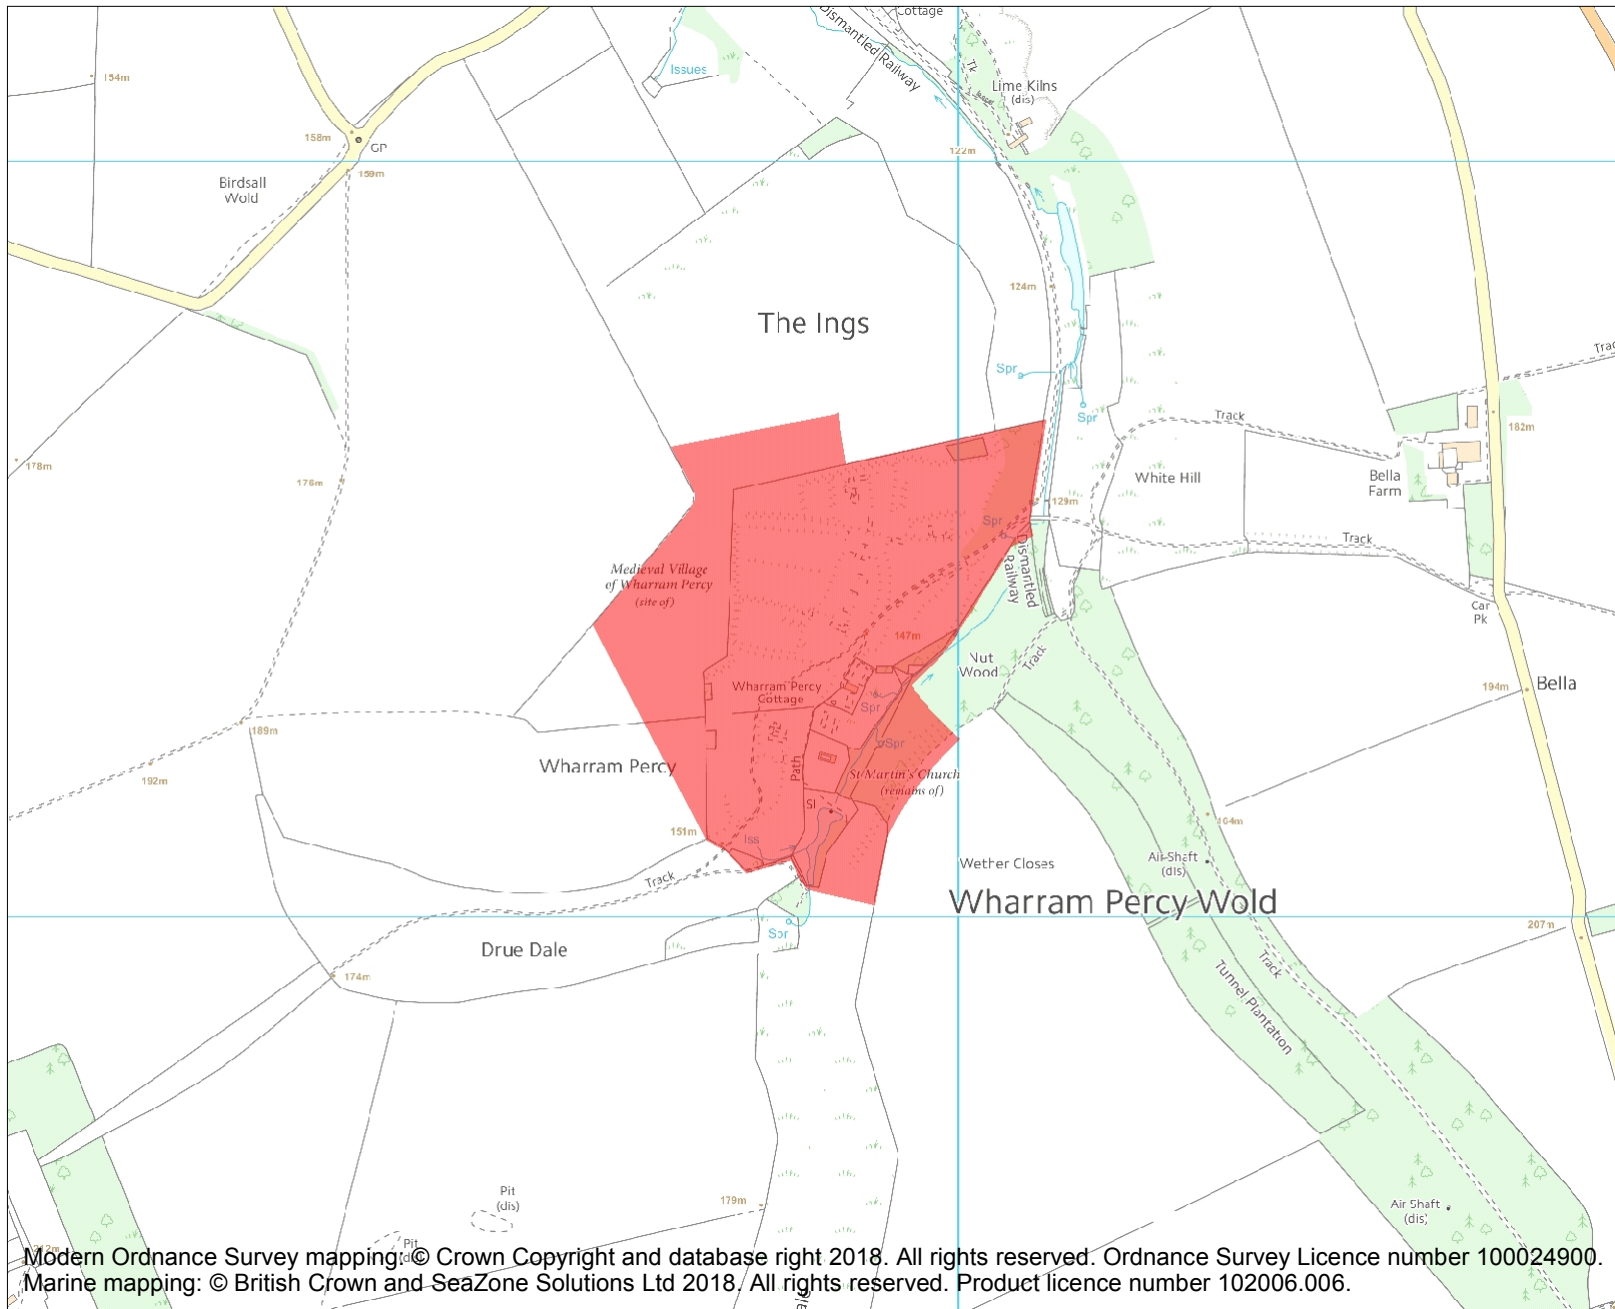 Cottage
Dismantled Railway
Issues
Tk
Lime Kilns
(dis)
184m
158m
GP
159m
122m
Birdsall
Wold
124m
The Ings
Spr
Spr
Track
182m
178m
176m
White Hill
Bella
Farm
129m
Spr
Track
Dismantled
Railway
Medieval Village
of Wharram Percy
(site of)
Car
Pk
147m
Nut
Wood
Track
Wharram Percy
Cottage
Spr
194m
Bella
189m
Spr
192m
Wharram Percy
Path
St Martin's Church
(remains of)
Sl
164m
151m
Iss
Air Shaft
(dis)
Wether Closes
Track
Wharram Percy Wold
207m
Spr
Drue Dale
174m
Track
Tunnel Plantation
Pit
(dis)
179m
Air Shaft
(dis)
Pit
212m
Modern Ordnance Survey mapping: © Crown Copyright and database right 2018. All rights reserved. Ordnance Survey Licence number 100024900.
Marine mapping: © British Crown and SeaZone Solutions Ltd 2018. All rights reserved. Product licence number 102006.006.